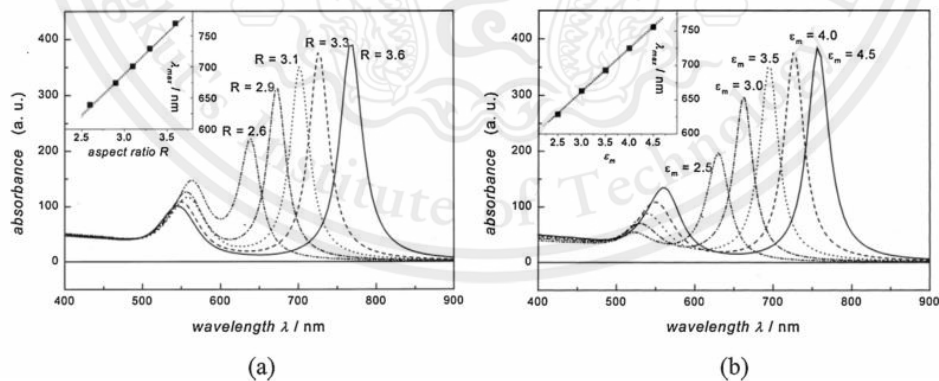 400
300
200
100
0
absorbance (a. u.)
400 500 600 700 800 900
wavelength λ / nm
750
700
650
600
λmax / nm
2.6 3.0 3.5
aspect ratio R
R = 2.6
R = 2.9
R = 3.1
R = 3.3
R = 3.6
(a)
400
300
200
100
0
absorbance (a. u.)
400 500 600 700 800 900
wavelength λ / nm
750
700
650
600
λmax / nm
2.5 3.0 3.5 4.0 4.5
εm
εm = 2.5
εm = 3.0
εm = 3.5
εm = 4.0
εm = 4.5
(b)
Institute of Technology